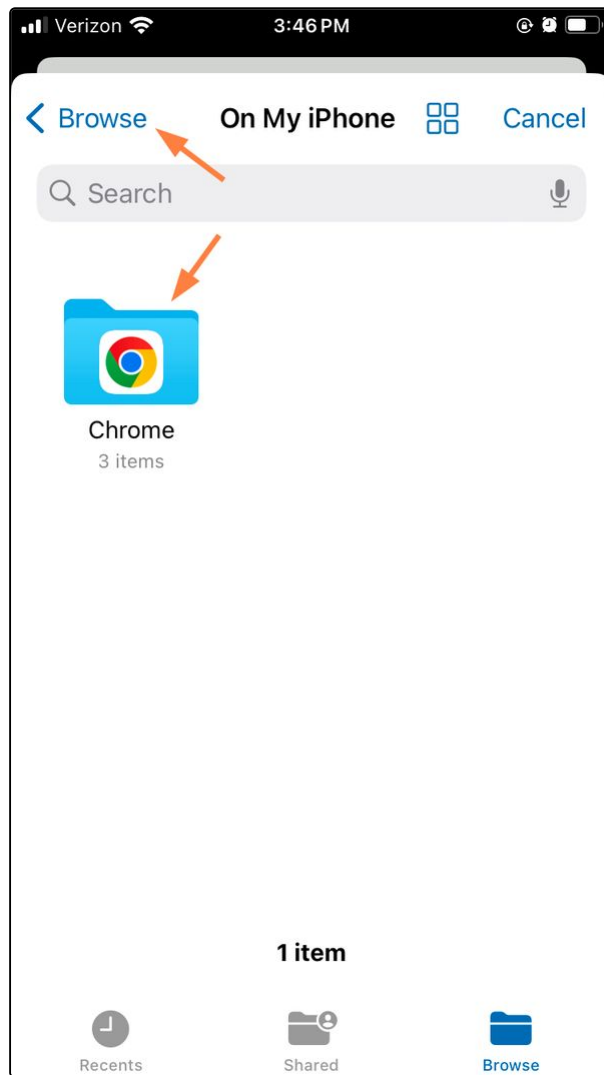 Verizon 3:46 PM
Browse On My iPhone Cancel
Search
Chrome
3 items
1 item
Recents Shared Browse